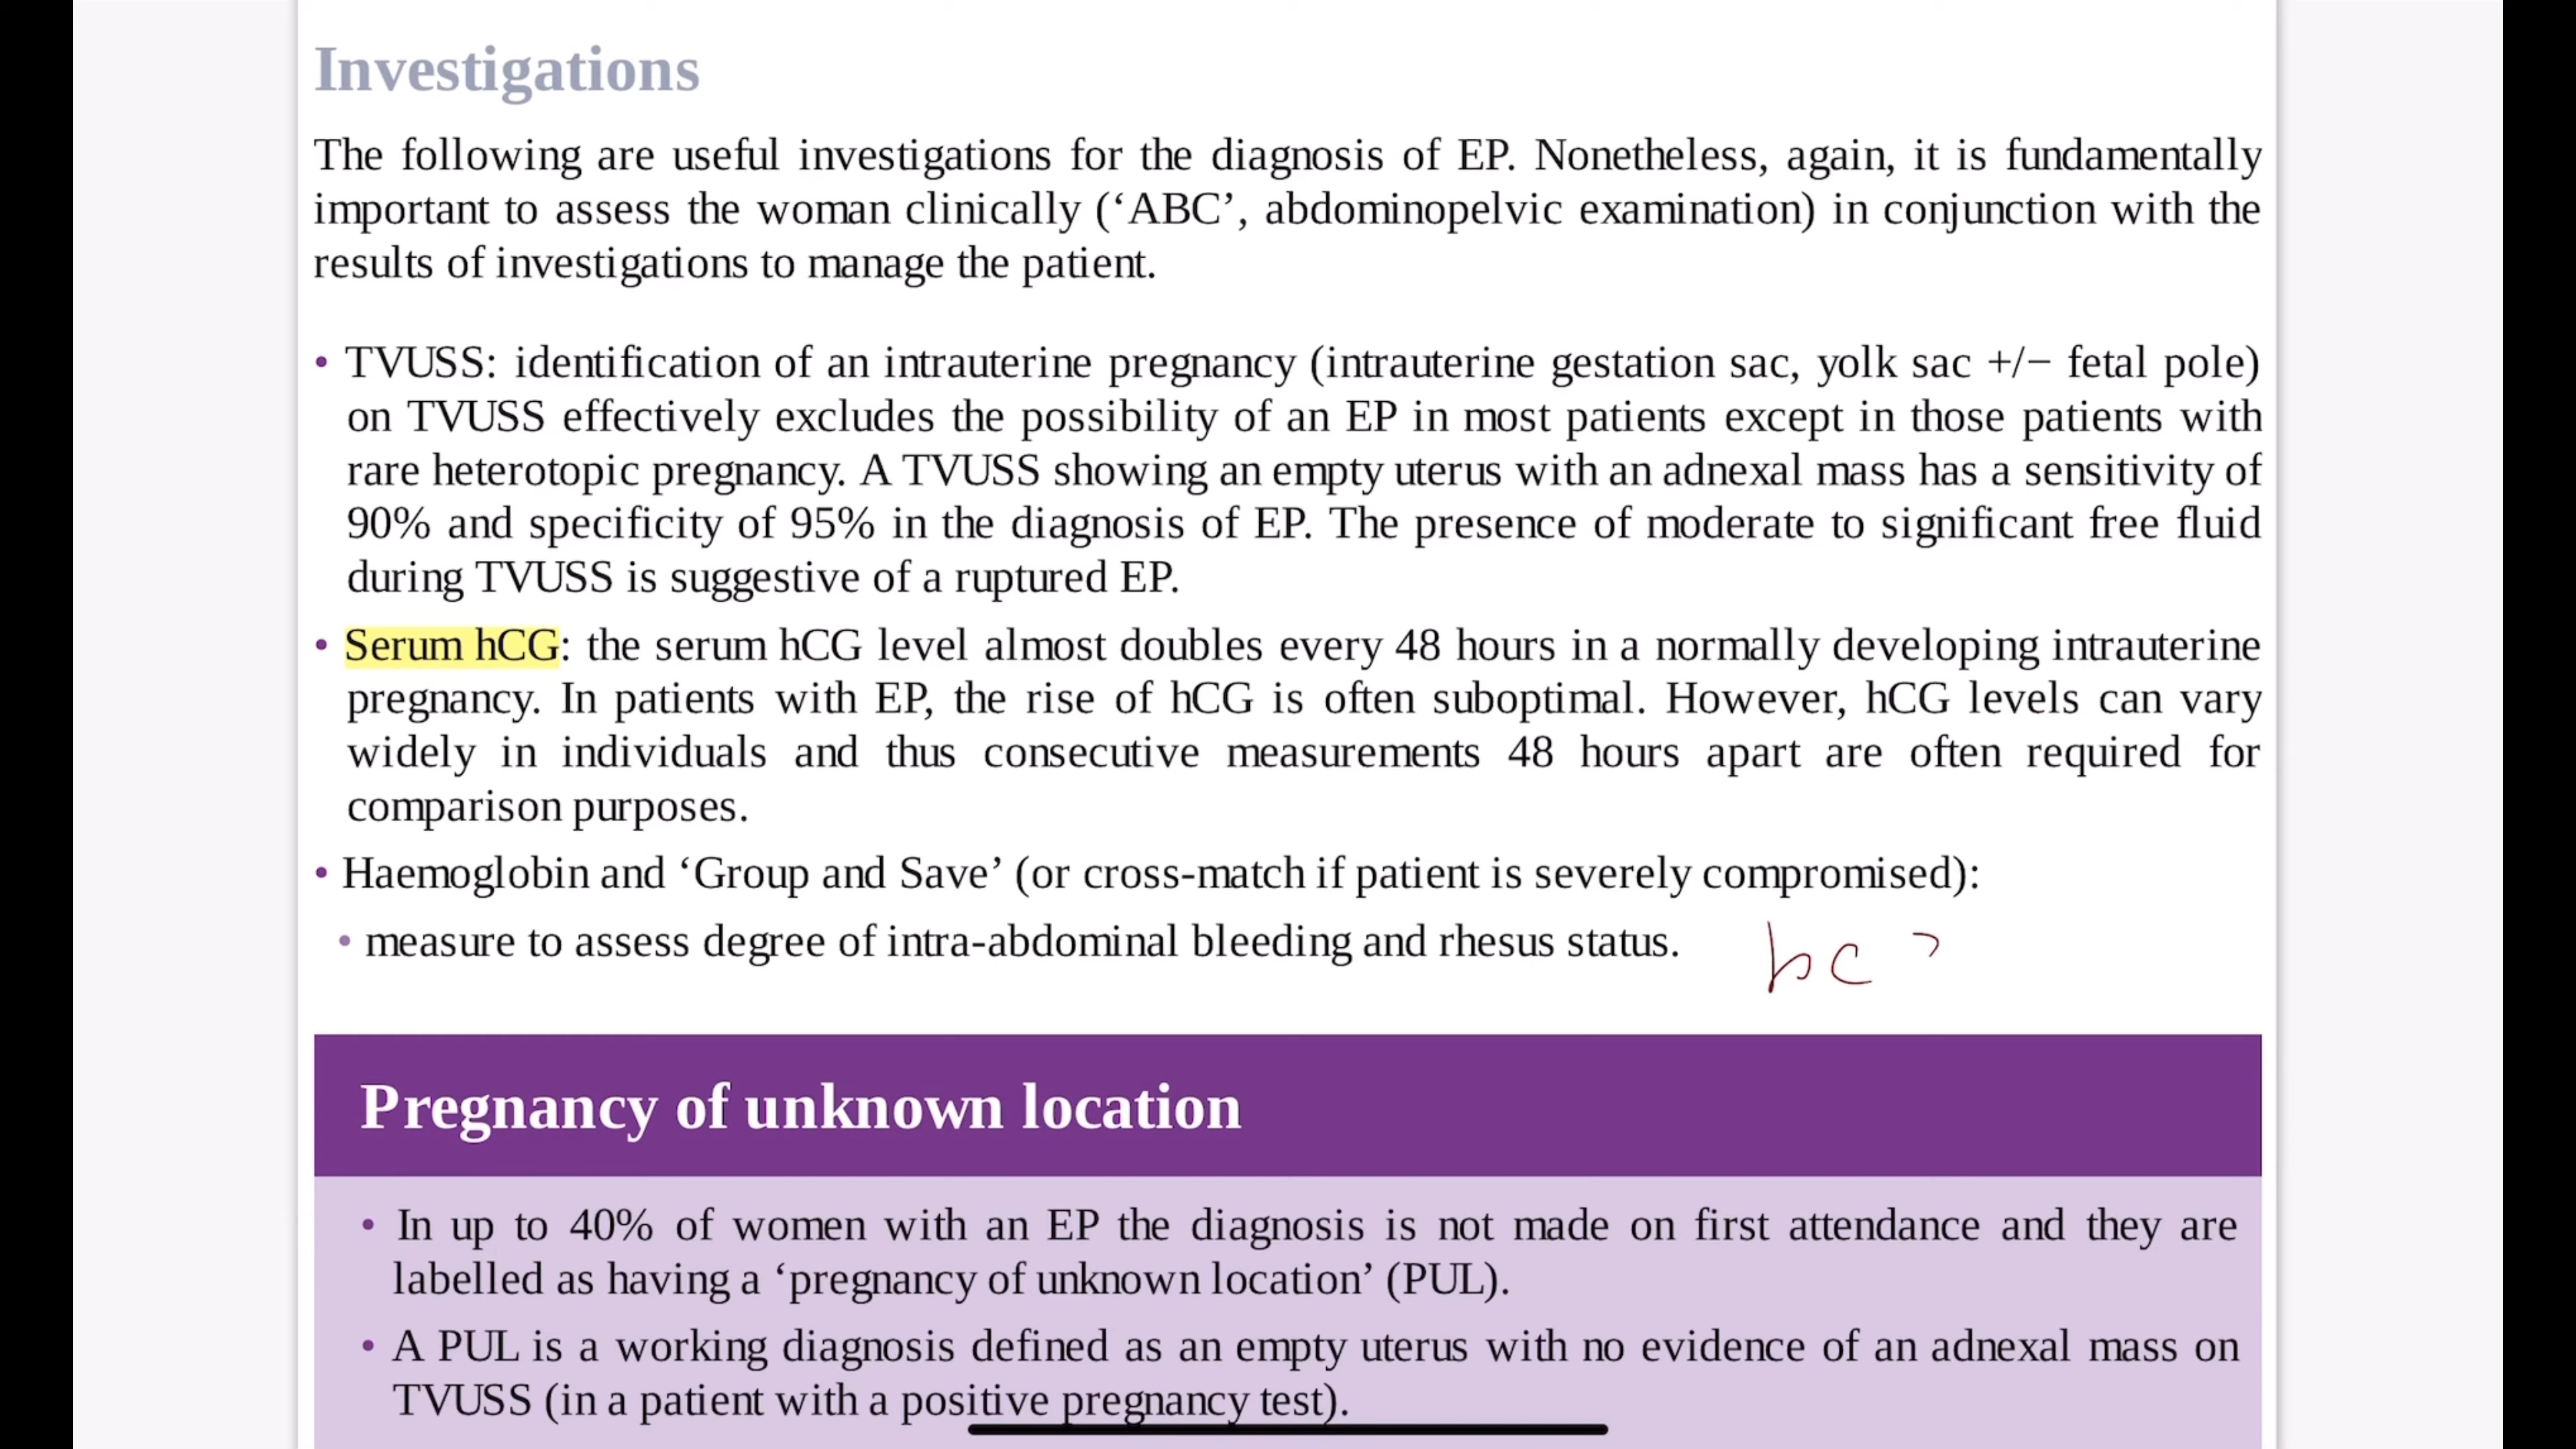 Investigations
The following are useful investigations for the diagnosis of EP. Nonetheless, again, it is fundamentally
important to assess the woman clinically (‘ABC’, abdominopelvic examination) in conjunction with the
results of investigations to manage the patient.
• TVUSS: identification of an intrauterine pregnancy (intrauterine gestation sac, yolk sac +/− fetal pole)
on TVUSS effectively excludes the possibility of an EP in most patients except in those patients with
rare heterotopic pregnancy. A TVUSS showing an empty uterus with an adnexal mass has a sensitivity of
90% and specificity of 95% in the diagnosis of EP. The presence of moderate to significant free fluid
during TVUSS is suggestive of a ruptured EP.
• Serum hCG: the serum hCG level almost doubles every 48 hours in a normally developing intrauterine
pregnancy. In patients with EP, the rise of hCG is often suboptimal. However, hCG levels can vary
widely in individuals and thus consecutive measurements 48 hours apart are often required for
comparison purposes.
• Haemoglobin and ‘Group and Save’ (or cross-match if patient is severely compromised):
• measure to assess degree of intra-abdominal bleeding and rhesus status.
Pregnancy of unknown location
• In up to 40% of women with an EP the diagnosis is not made on first attendance and they are
labelled as having a ‘pregnancy of unknown location’ (PUL).
• A PUL is a working diagnosis defined as an empty uterus with no evidence of an adnexal mass on
TVUSS (in a patient with a positive pregnancy test).